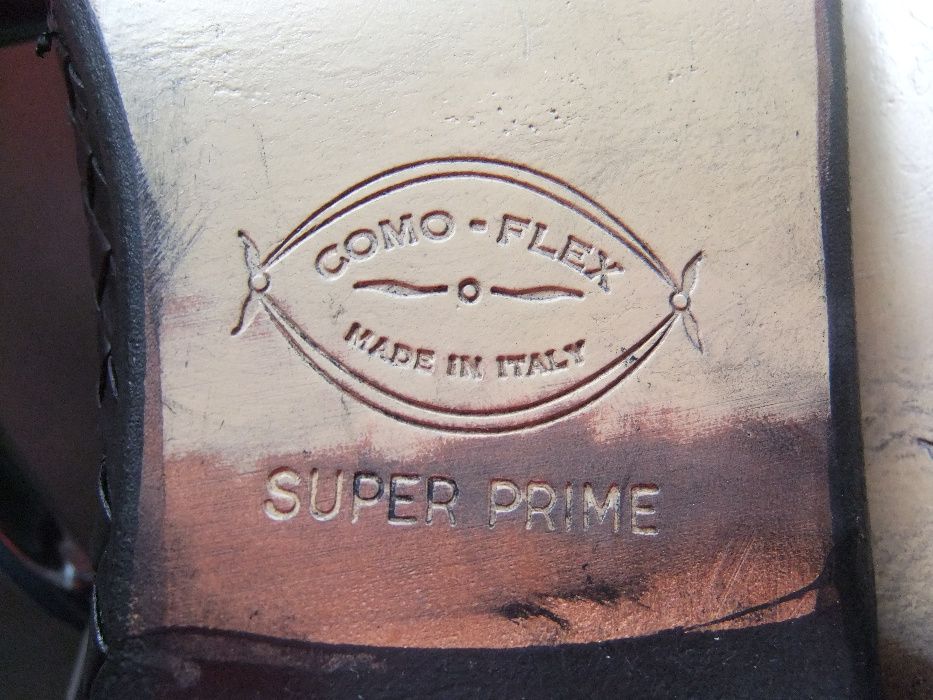 COMO - FLEX
MADE IN ITALY
SUPER PRIME